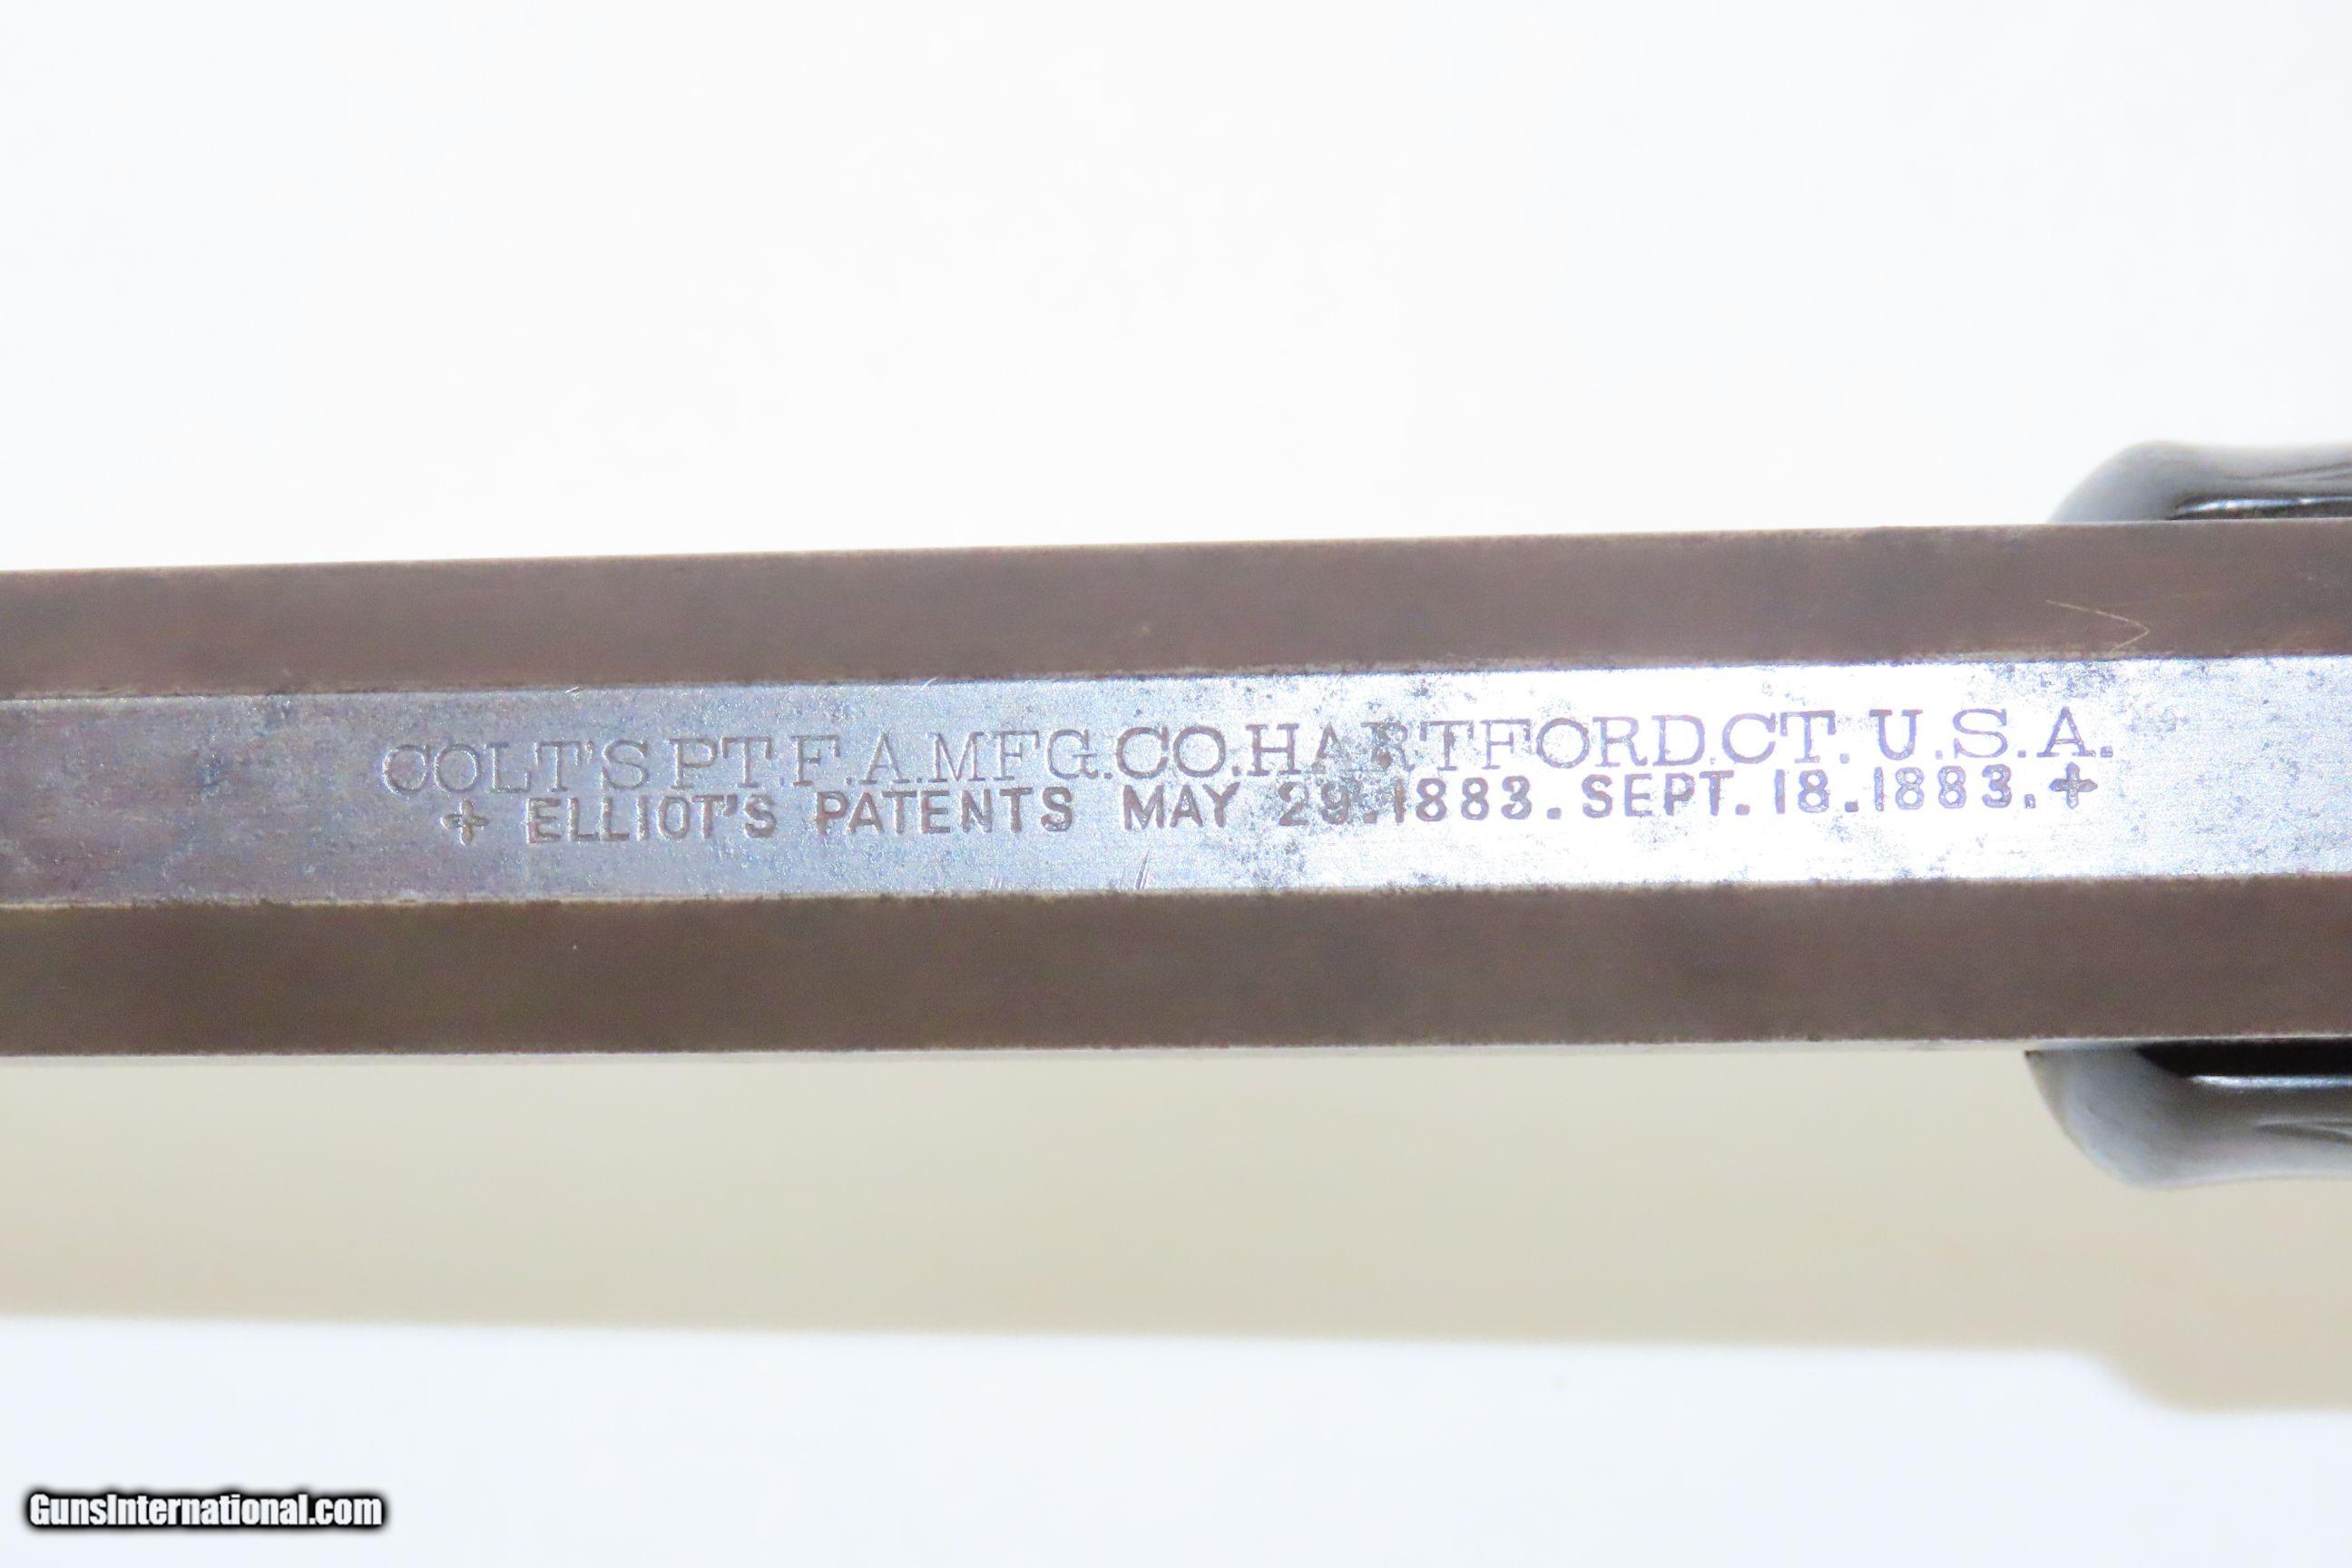 COLT'S PT.F.A.MFG.CO.HARTFORD.CT.U.S.A.
+ ELLIOT'S PATENTS MAY 29.1883.SEPT.18.1883.+
GunsInternational.com